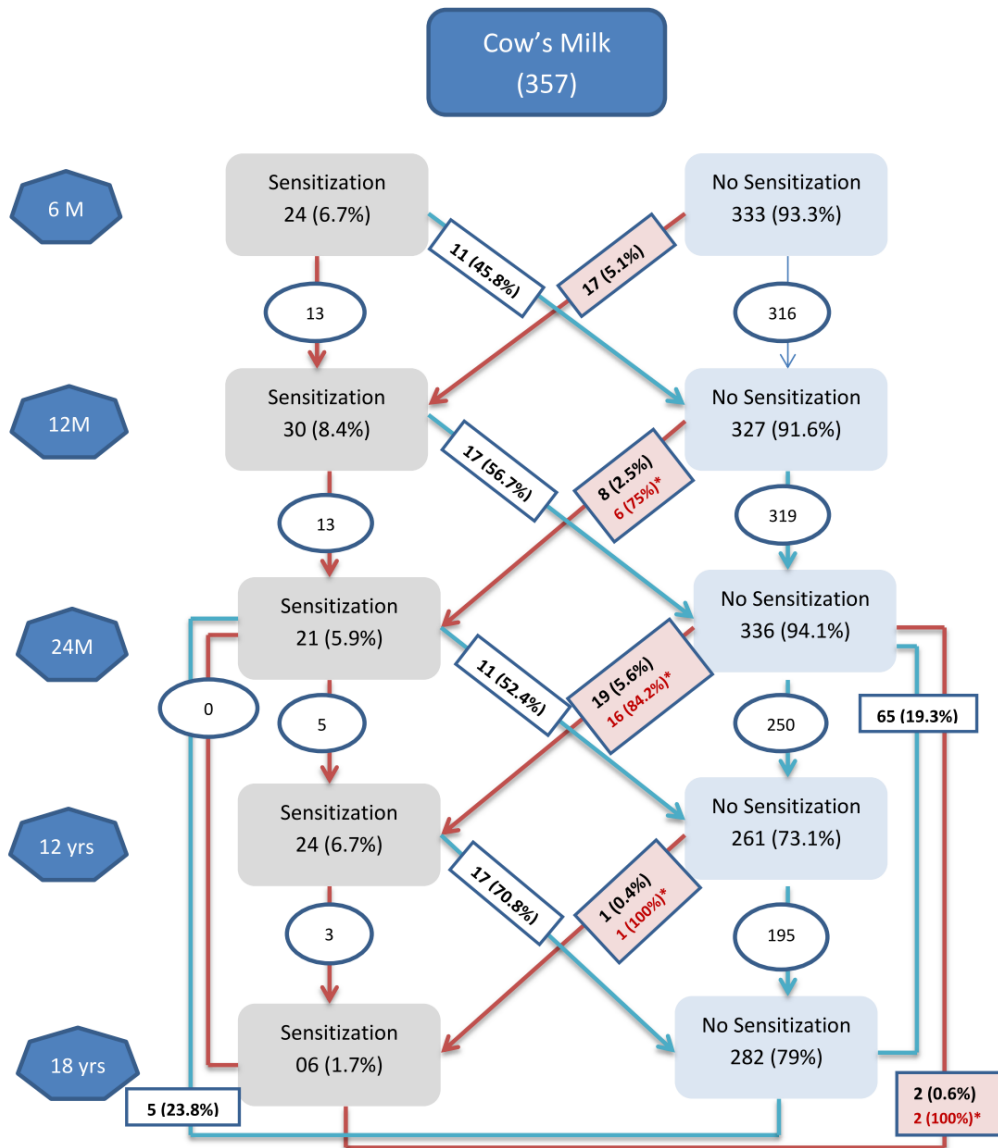 Cow’s Milk
(357)
6 M
Sensitization
24 (6.7%)
No Sensitization
333 (93.3%)
11 (45.8%)
17 (5.1%)
13
316
12M
Sensitization
30 (8.4%)
No Sensitization
327 (91.6%)
17 (56.7%)
8 (2.5%)
6 (75%)*
13
319
24M
Sensitization
21 (5.9%)
No Sensitization
336 (94.1%)
11 (52.4%)
19 (5.6%)
16 (84.2%)*
0
5
250
65 (19.3%)
12 yrs
Sensitization
24 (6.7%)
No Sensitization
261 (73.1%)
17 (70.8%)
1 (0.4%)
1 (100%)*
3
195
18 yrs
Sensitization
06 (1.7%)
No Sensitization
282 (79%)
5 (23.8%)
2 (0.6%)
2 (100%)*